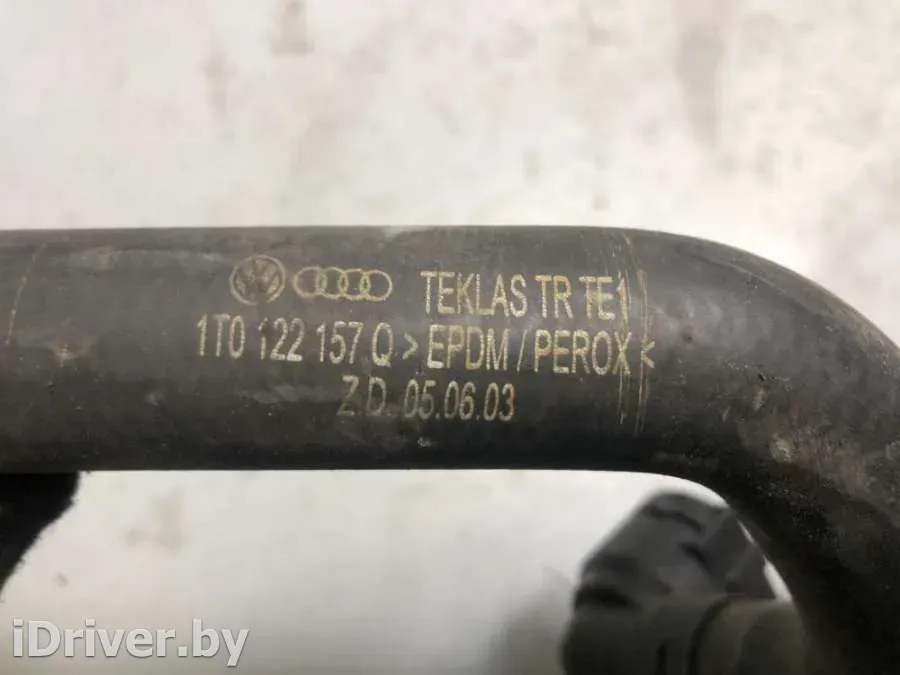 TEKLAS TR TE1
1T0 122 157 Q >EPDM / PEROX<
Z.D. 05.06.03
iDriver.by